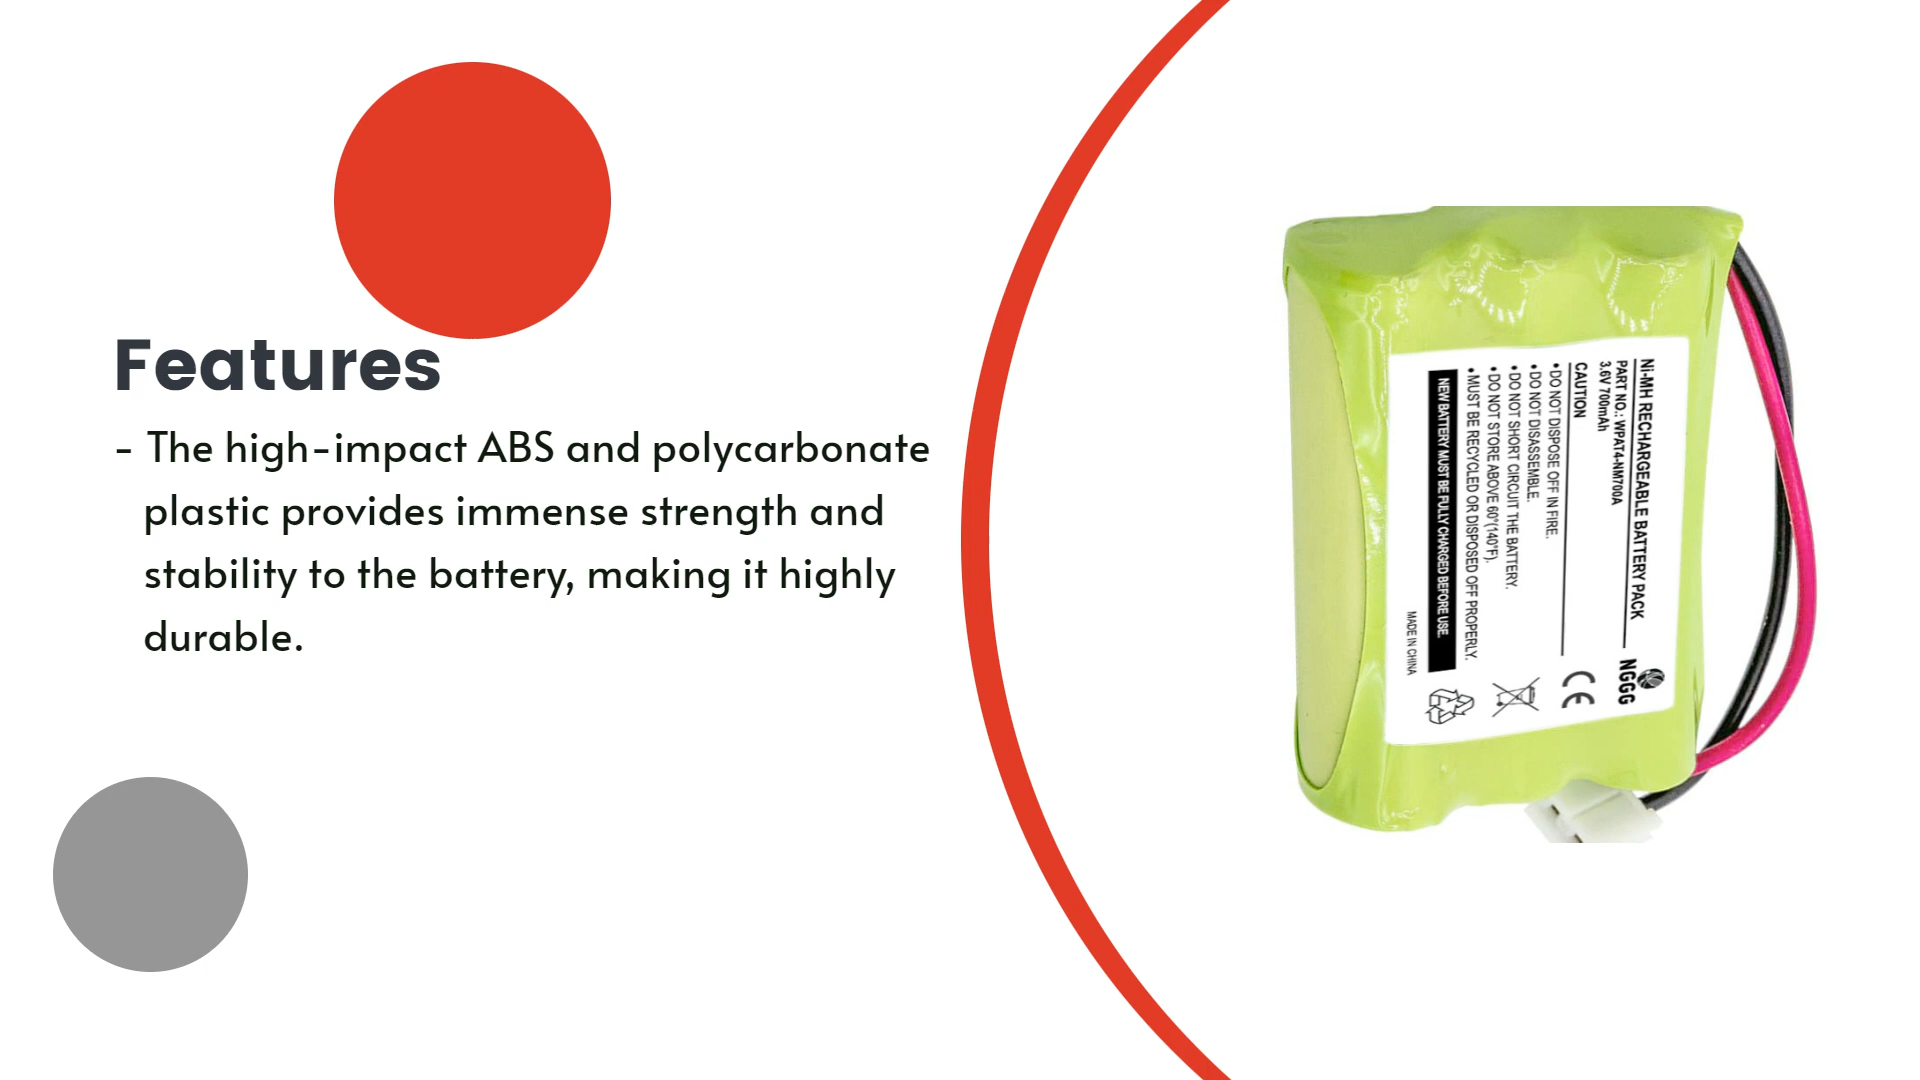 Features
- The high-impact ABS and polycarbonate
plastic provides immense strength and
stability to the battery, making it highly
durable.
Ni-MH RECHARGEABLE BATTERY PACK
PART NO.: WPAT4-NM700A
3.6V 700mAh
NGGG
CAUTION
•DO NOT DISPOSE OFF IN FIRE.
•DO NOT DISASSEMBLE.
•DO NOT SHORT CIRCUIT THE BATTERY.
•DO NOT STORE ABOVE 60°(140°F).
•MUST BE RECYCLED OR DISPOSED OFF PROPERLY.
NEW BATTERY MUST BE FULLY CHARGED BEFORE USE.
MADE IN CHINA
CE